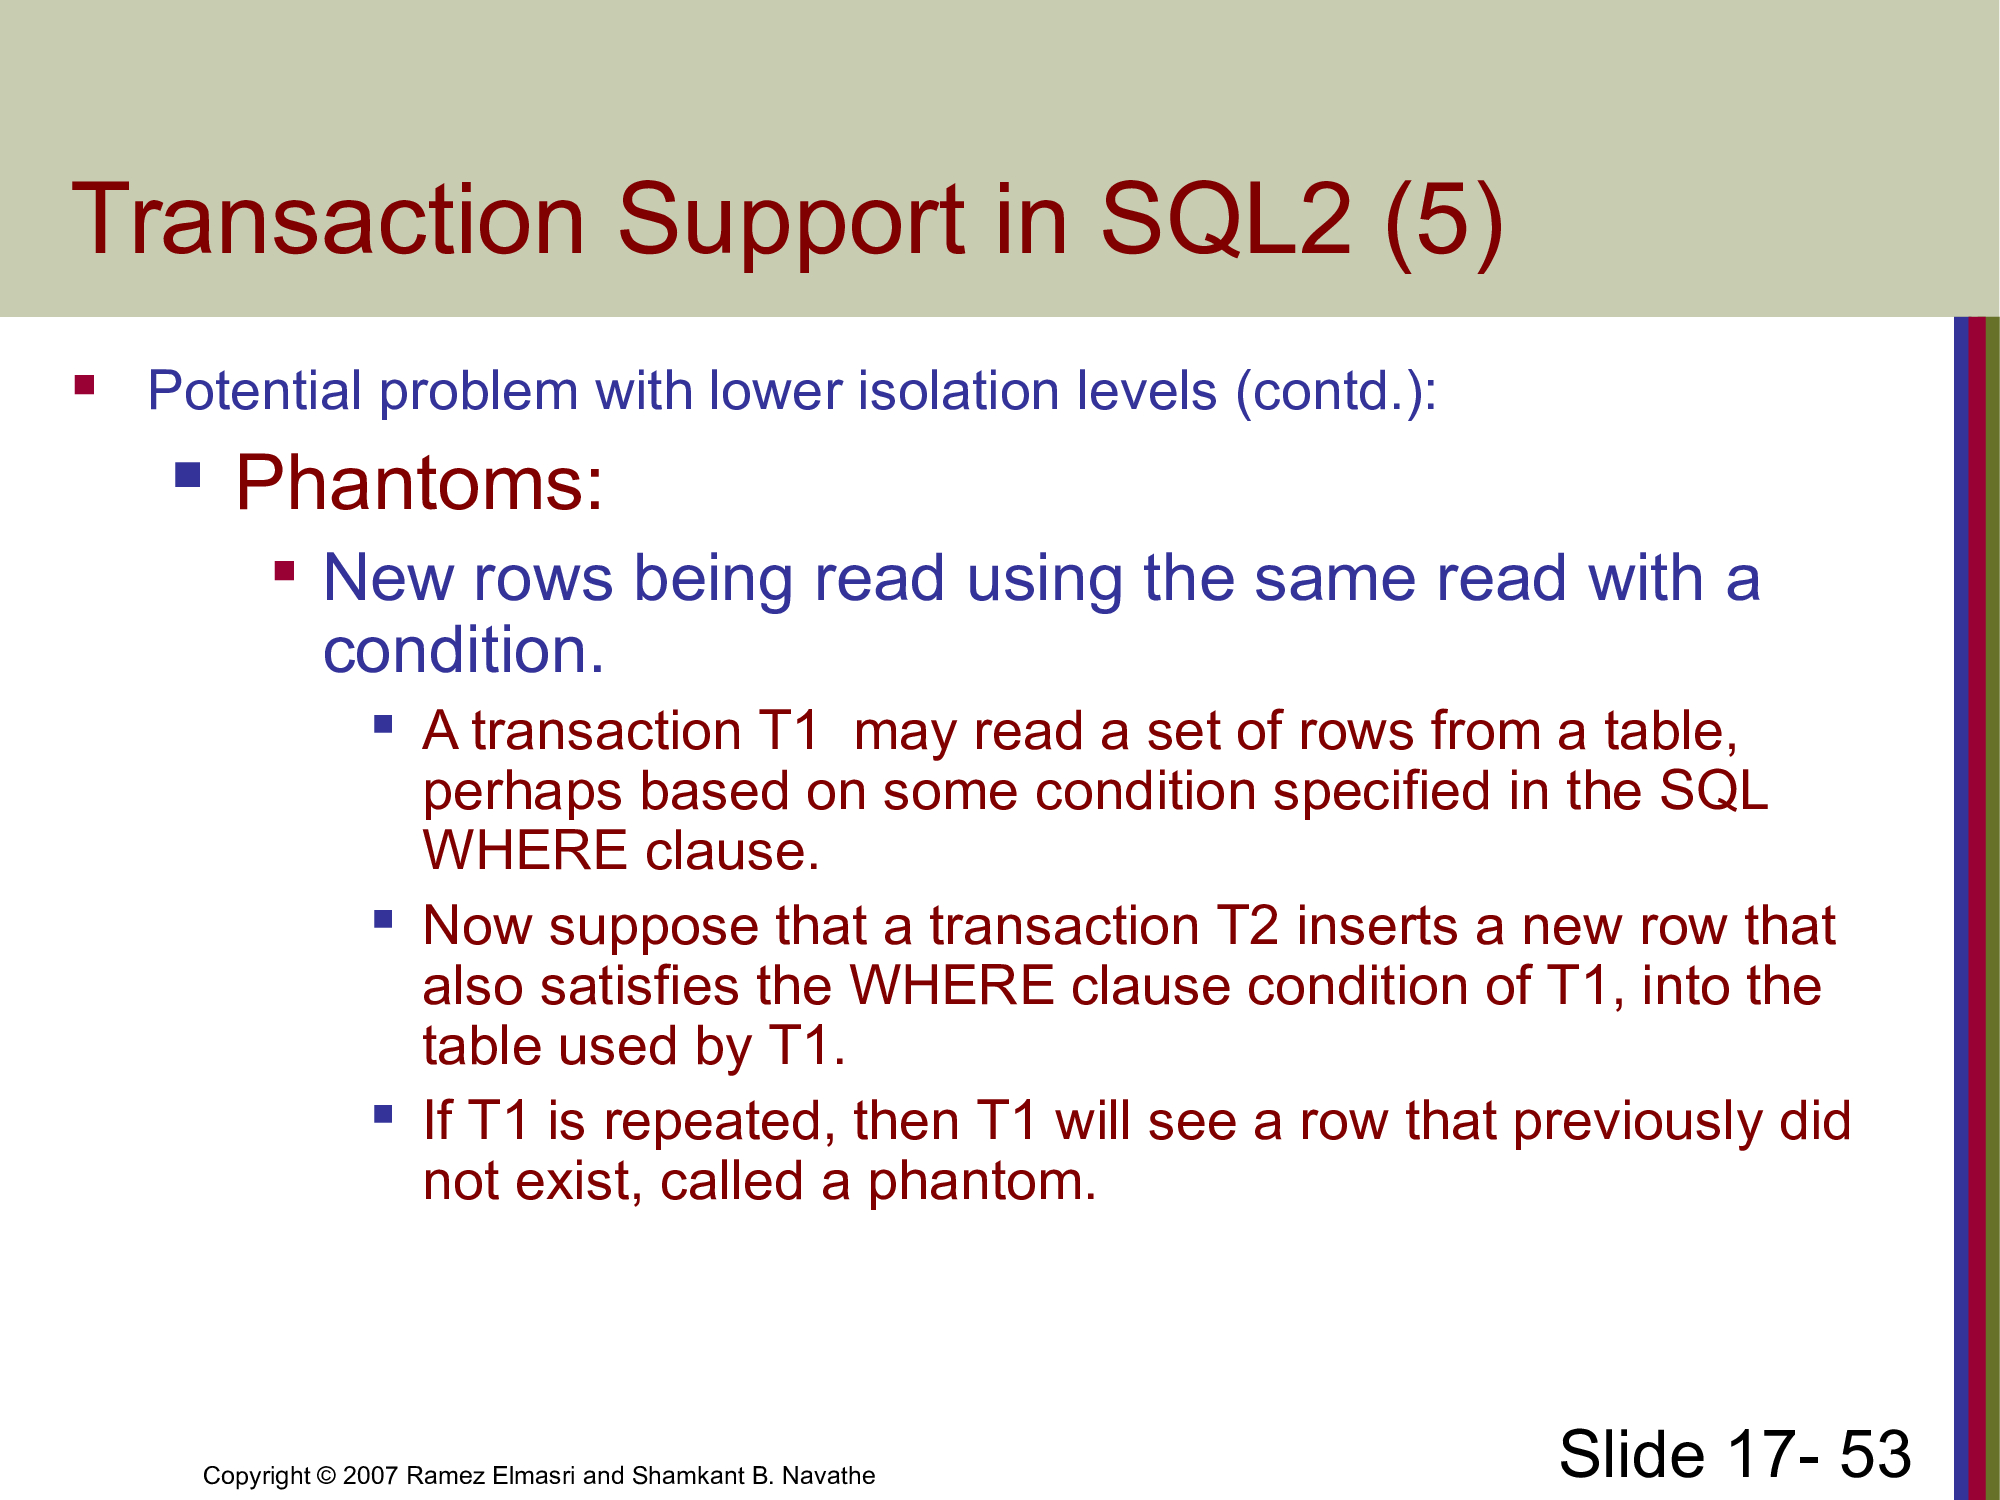 Transaction Support in SQL2 (5)
Potential problem with lower isolation levels (contd.):
Phantoms:
New rows being read using the same read with a
condition.
A transaction T1  may read a set of rows from a table,
perhaps based on some condition specified in the SQL
WHERE clause.
Now suppose that a transaction T2 inserts a new row that
also satisfies the WHERE clause condition of T1, into the
table used by T1.
If T1 is repeated, then T1 will see a row that previously did
not exist, called a phantom.
Copyright © 2007 Ramez Elmasri and Shamkant B. Navathe
Slide 17- 53